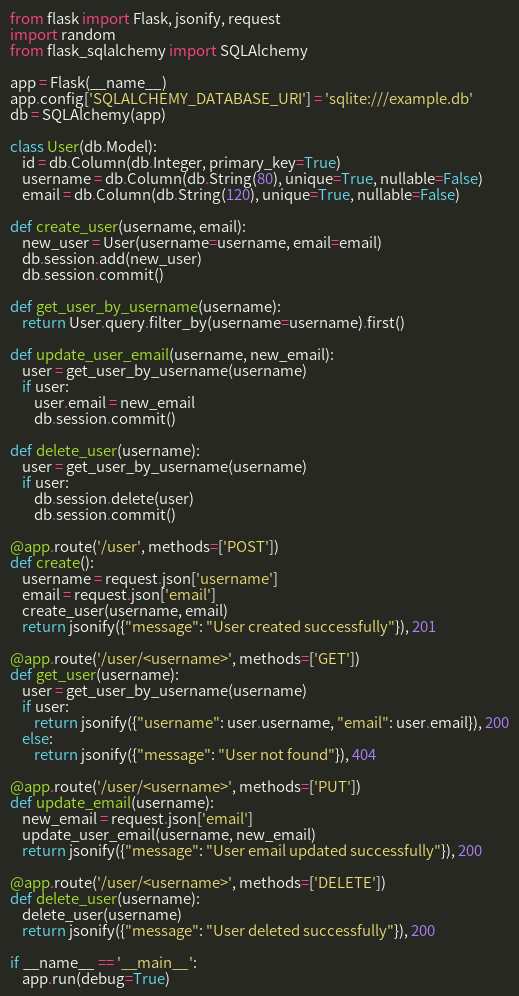 from flask import Flask, jsonify, request
import random
from flask_sqlalchemy import SQLAlchemy

app = Flask(__name__)
app.config['SQLALCHEMY_DATABASE_URI'] = 'sqlite:///example.db'
db = SQLAlchemy(app)

class User(db.Model):
    id = db.Column(db.Integer, primary_key=True)
    username = db.Column(db.String(80), unique=True, nullable=False)
    email = db.Column(db.String(120), unique=True, nullable=False)

def create_user(username, email):
    new_user = User(username=username, email=email)
    db.session.add(new_user)
    db.session.commit()

def get_user_by_username(username):
    return User.query.filter_by(username=username).first()

def update_user_email(username, new_email):
    user = get_user_by_username(username)
    if user:
        user.email = new_email
        db.session.commit()

def delete_user(username):
    user = get_user_by_username(username)
    if user:
        db.session.delete(user)
        db.session.commit()

@app.route('/user', methods=['POST'])
def create():
    username = request.json['username']
    email = request.json['email']
    create_user(username, email)
    return jsonify({"message": "User created successfully"}), 201

@app.route('/user/<username>', methods=['GET'])
def get_user(username):
    user = get_user_by_username(username)
    if user:
        return jsonify({"username": user.username, "email": user.email}), 200
    else:
        return jsonify({"message": "User not found"}), 404

@app.route('/user/<username>', methods=['PUT'])
def update_email(username):
    new_email = request.json['email']
    update_user_email(username, new_email)
    return jsonify({"message": "User email updated successfully"}), 200

@app.route('/user/<username>', methods=['DELETE'])
def delete_user(username):
    delete_user(username)
    return jsonify({"message": "User deleted successfully"}), 200

if __name__ == '__main__':
    app.run(debug=True)